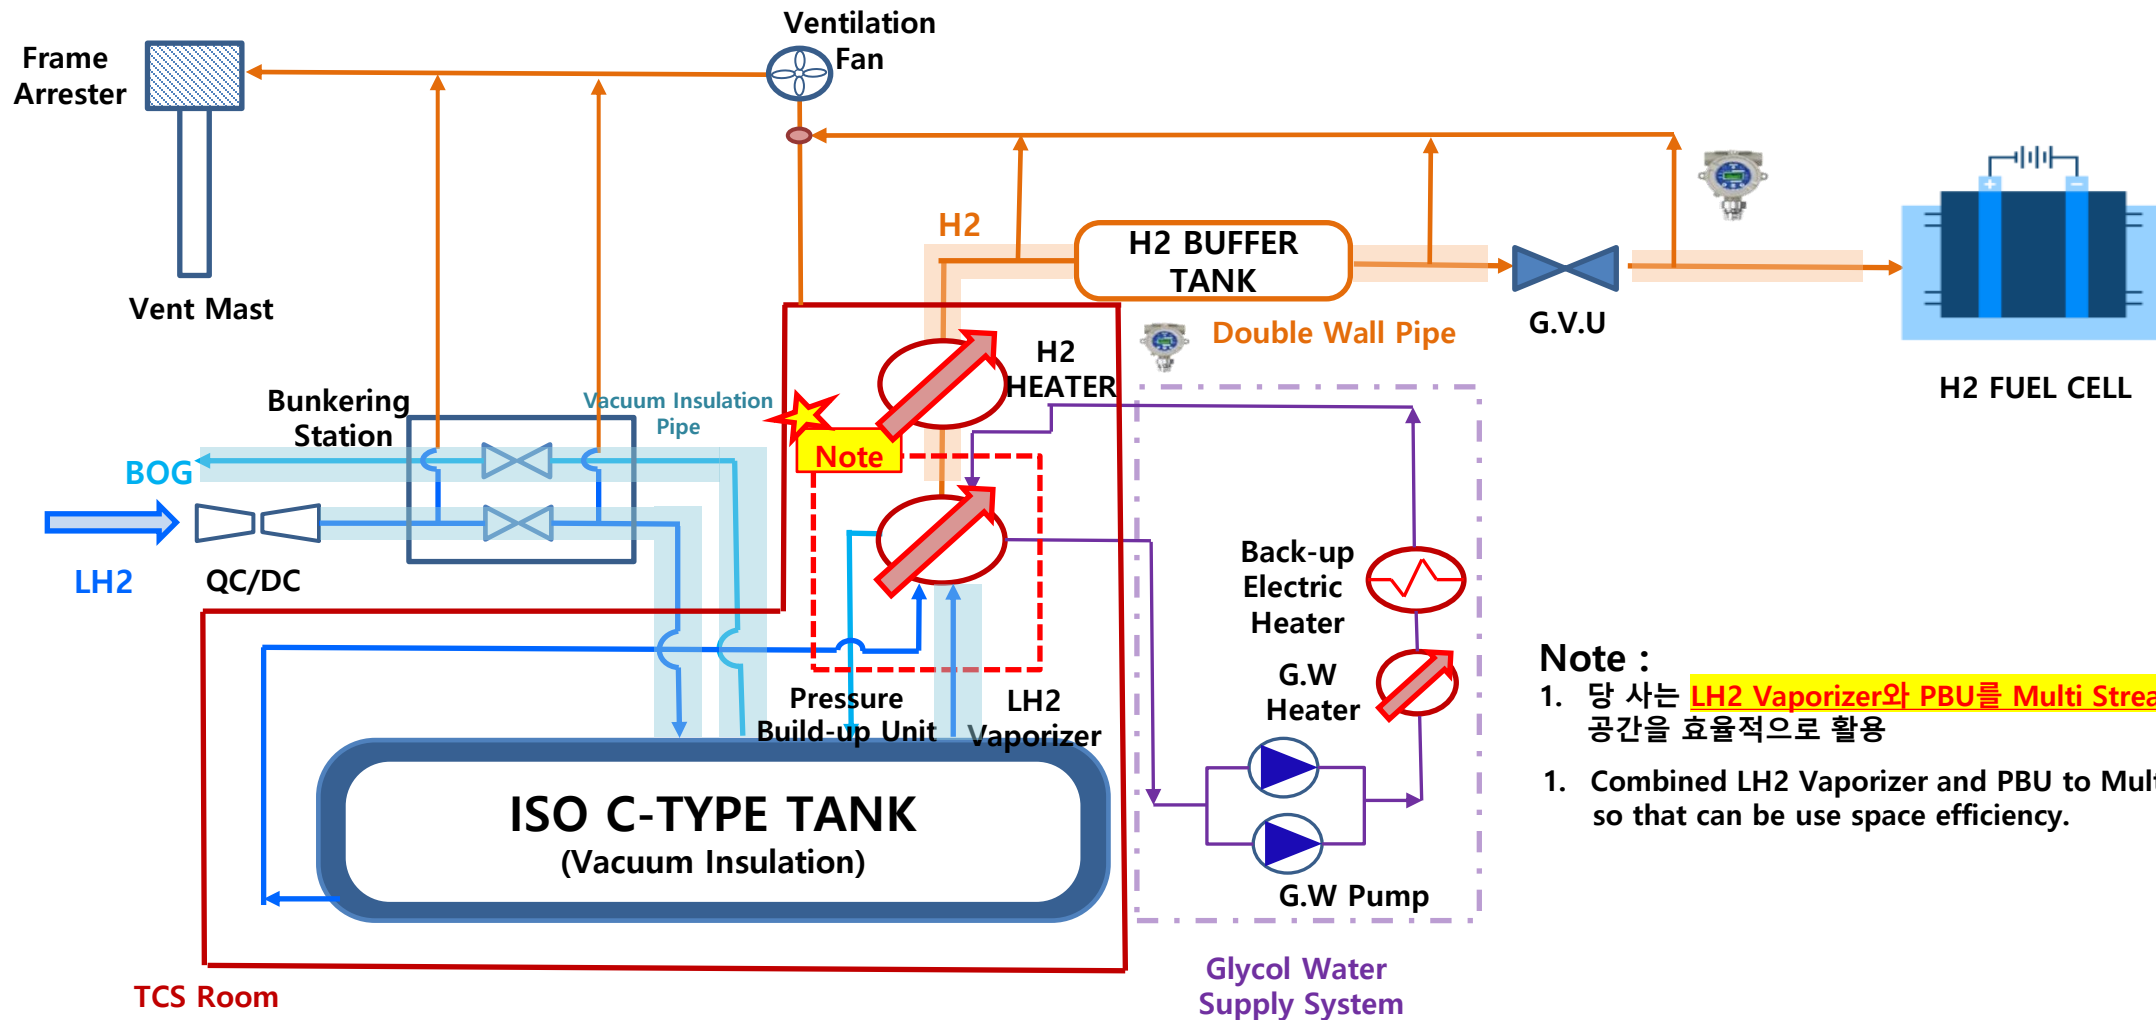 Ventilation
Fan
Frame
Arrester
Vent Mast
H2
H2 BUFFER
TANK
Double Wall Pipe
G.V.U
H2 FUEL CELL
H2
HEATER
Bunkering
Station
Vacuum Insulation
Pipe
Note
BOG
LH2
QC/DC
Pressure
Build-up Unit
LH2
Vaporizer
Back-up
Electric
Heater
G.W
Heater
G.W Pump
ISO C-TYPE TANK
(Vacuum Insulation)
TCS Room
Glycol Water
Supply System
Note :
1. 당 사는 LH2 Vaporizer와 PBU를 Multi
공간을 효율적으로 활용
1. Combined LH2 Vaporizer and PBU to
so that can be use space efficiency.